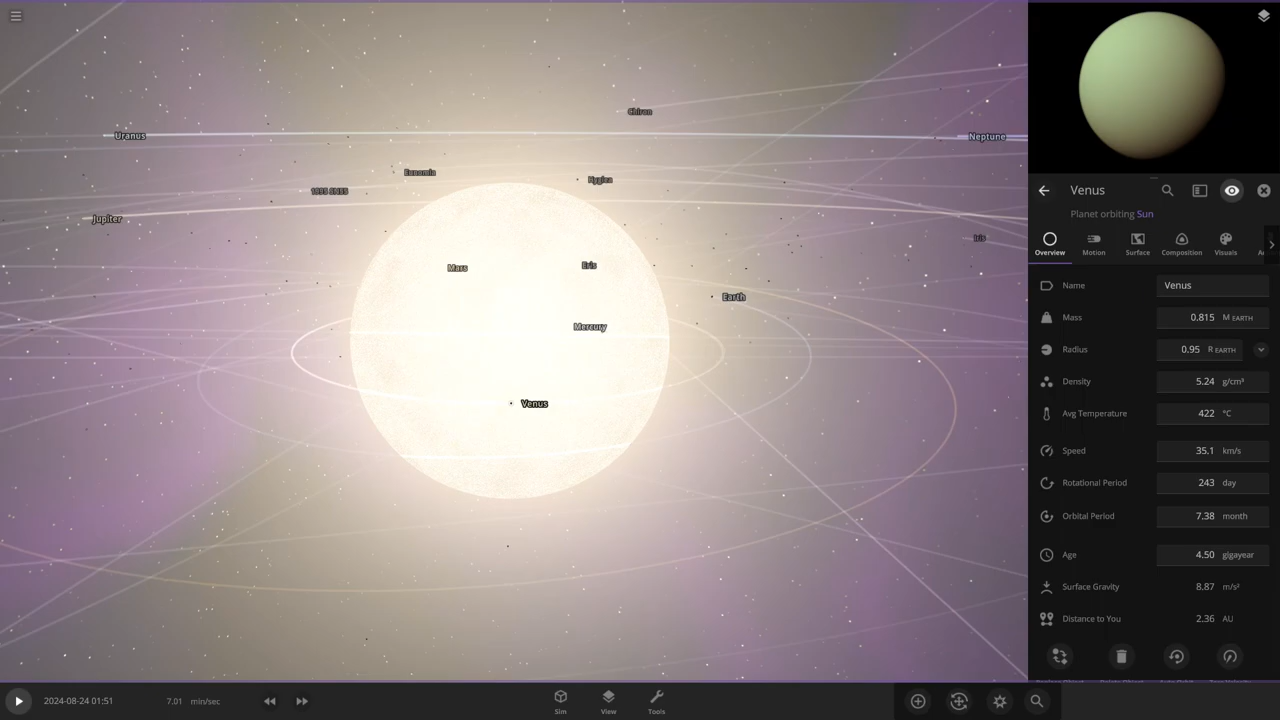 Chiron
Uranus
Neptune
Eunomia
Hygiea
Jupiter
Iris
Mars
Eris
Earth
Mercury
Venus
Venus
Planet orbiting Sun
Overview
Motion
Surface
Composition
Visuals
Name Venus
Mass 0.815 M EARTH
Radius 0.95 R EARTH
Density 5.24 g/cm³
Avg Temperature 422 °C
Speed 35.1 km/s
Rotational Period 243 day
Orbital Period 7.38 month
Age 4.50 gigayear
Surface Gravity 8.87 m/s²
Distance to You 2.36 AU
2024-08-24 01:51
7.01 min/sec
Sim
View
Tools